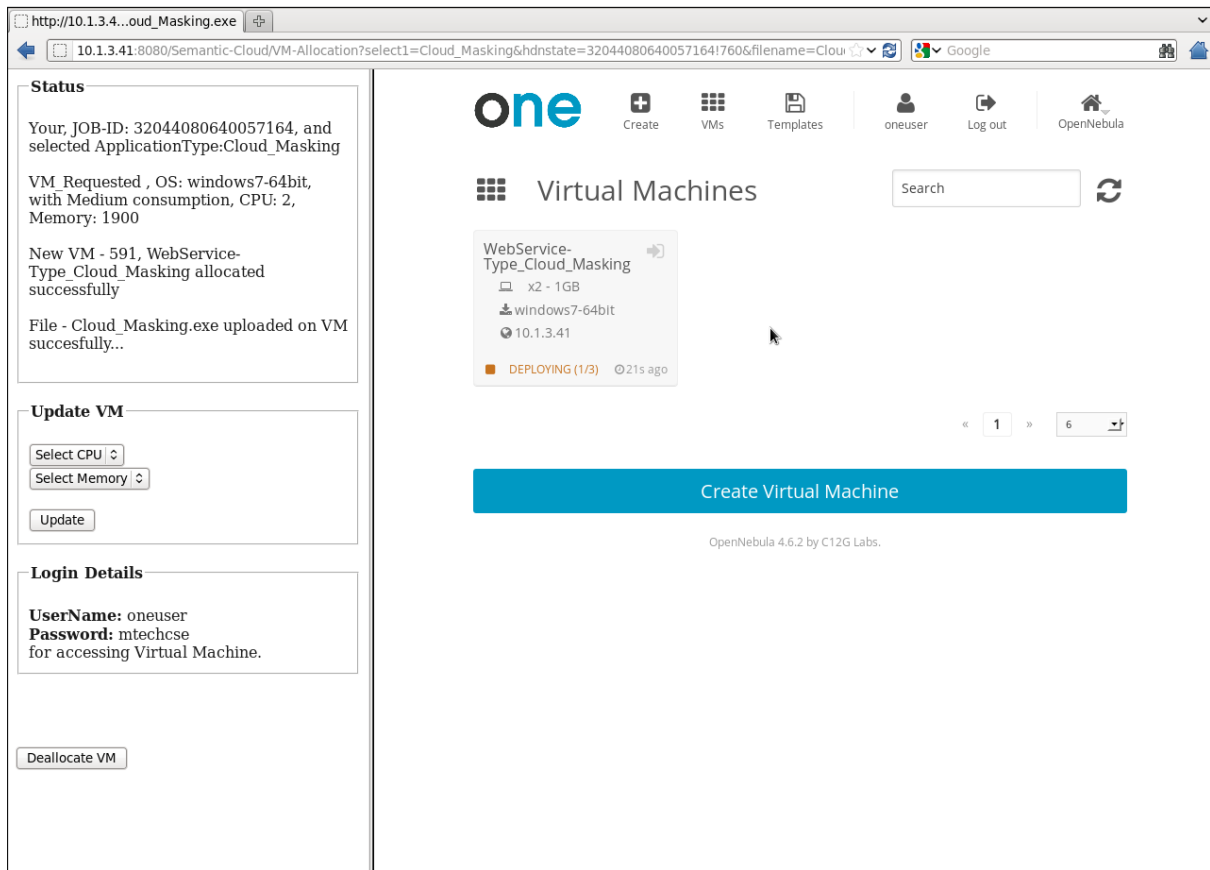 http://10.1.3.4...oud_Masking.exe
10.1.3.41:8080/Semantic-Cloud/VM-Allocation?select1=Cloud_Masking&hdnstate=32044080640057164!760&filename=Clou
Google
Status
Your, JOB-ID: 32044080640057164, and
selected ApplicationType:Cloud_Masking
VM_Requested , OS: windows7-64bit,
with Medium consumption, CPU: 2,
Memory: 1900
New VM - 591, WebService-
Type_Cloud_Masking allocated
successfully
File - Cloud_Masking.exe uploaded on VM
succesfully...
Update VM
Select CPU
Select Memory
Update
Login Details
UserName: oneuser
Password: mtechcse
for accessing Virtual Machine.
Deallocate VM
one
Create
VMs
Templates
oneuser
Log out
OpenNebula
Virtual Machines
Search
WebService-
Type_Cloud_Masking
x2 - 1GB
windows7-64bit
10.1.3.41
DEPLOYING (1/3) 21s ago
« 1 » 6
Create Virtual Machine
OpenNebula 4.6.2 by C12G Labs.